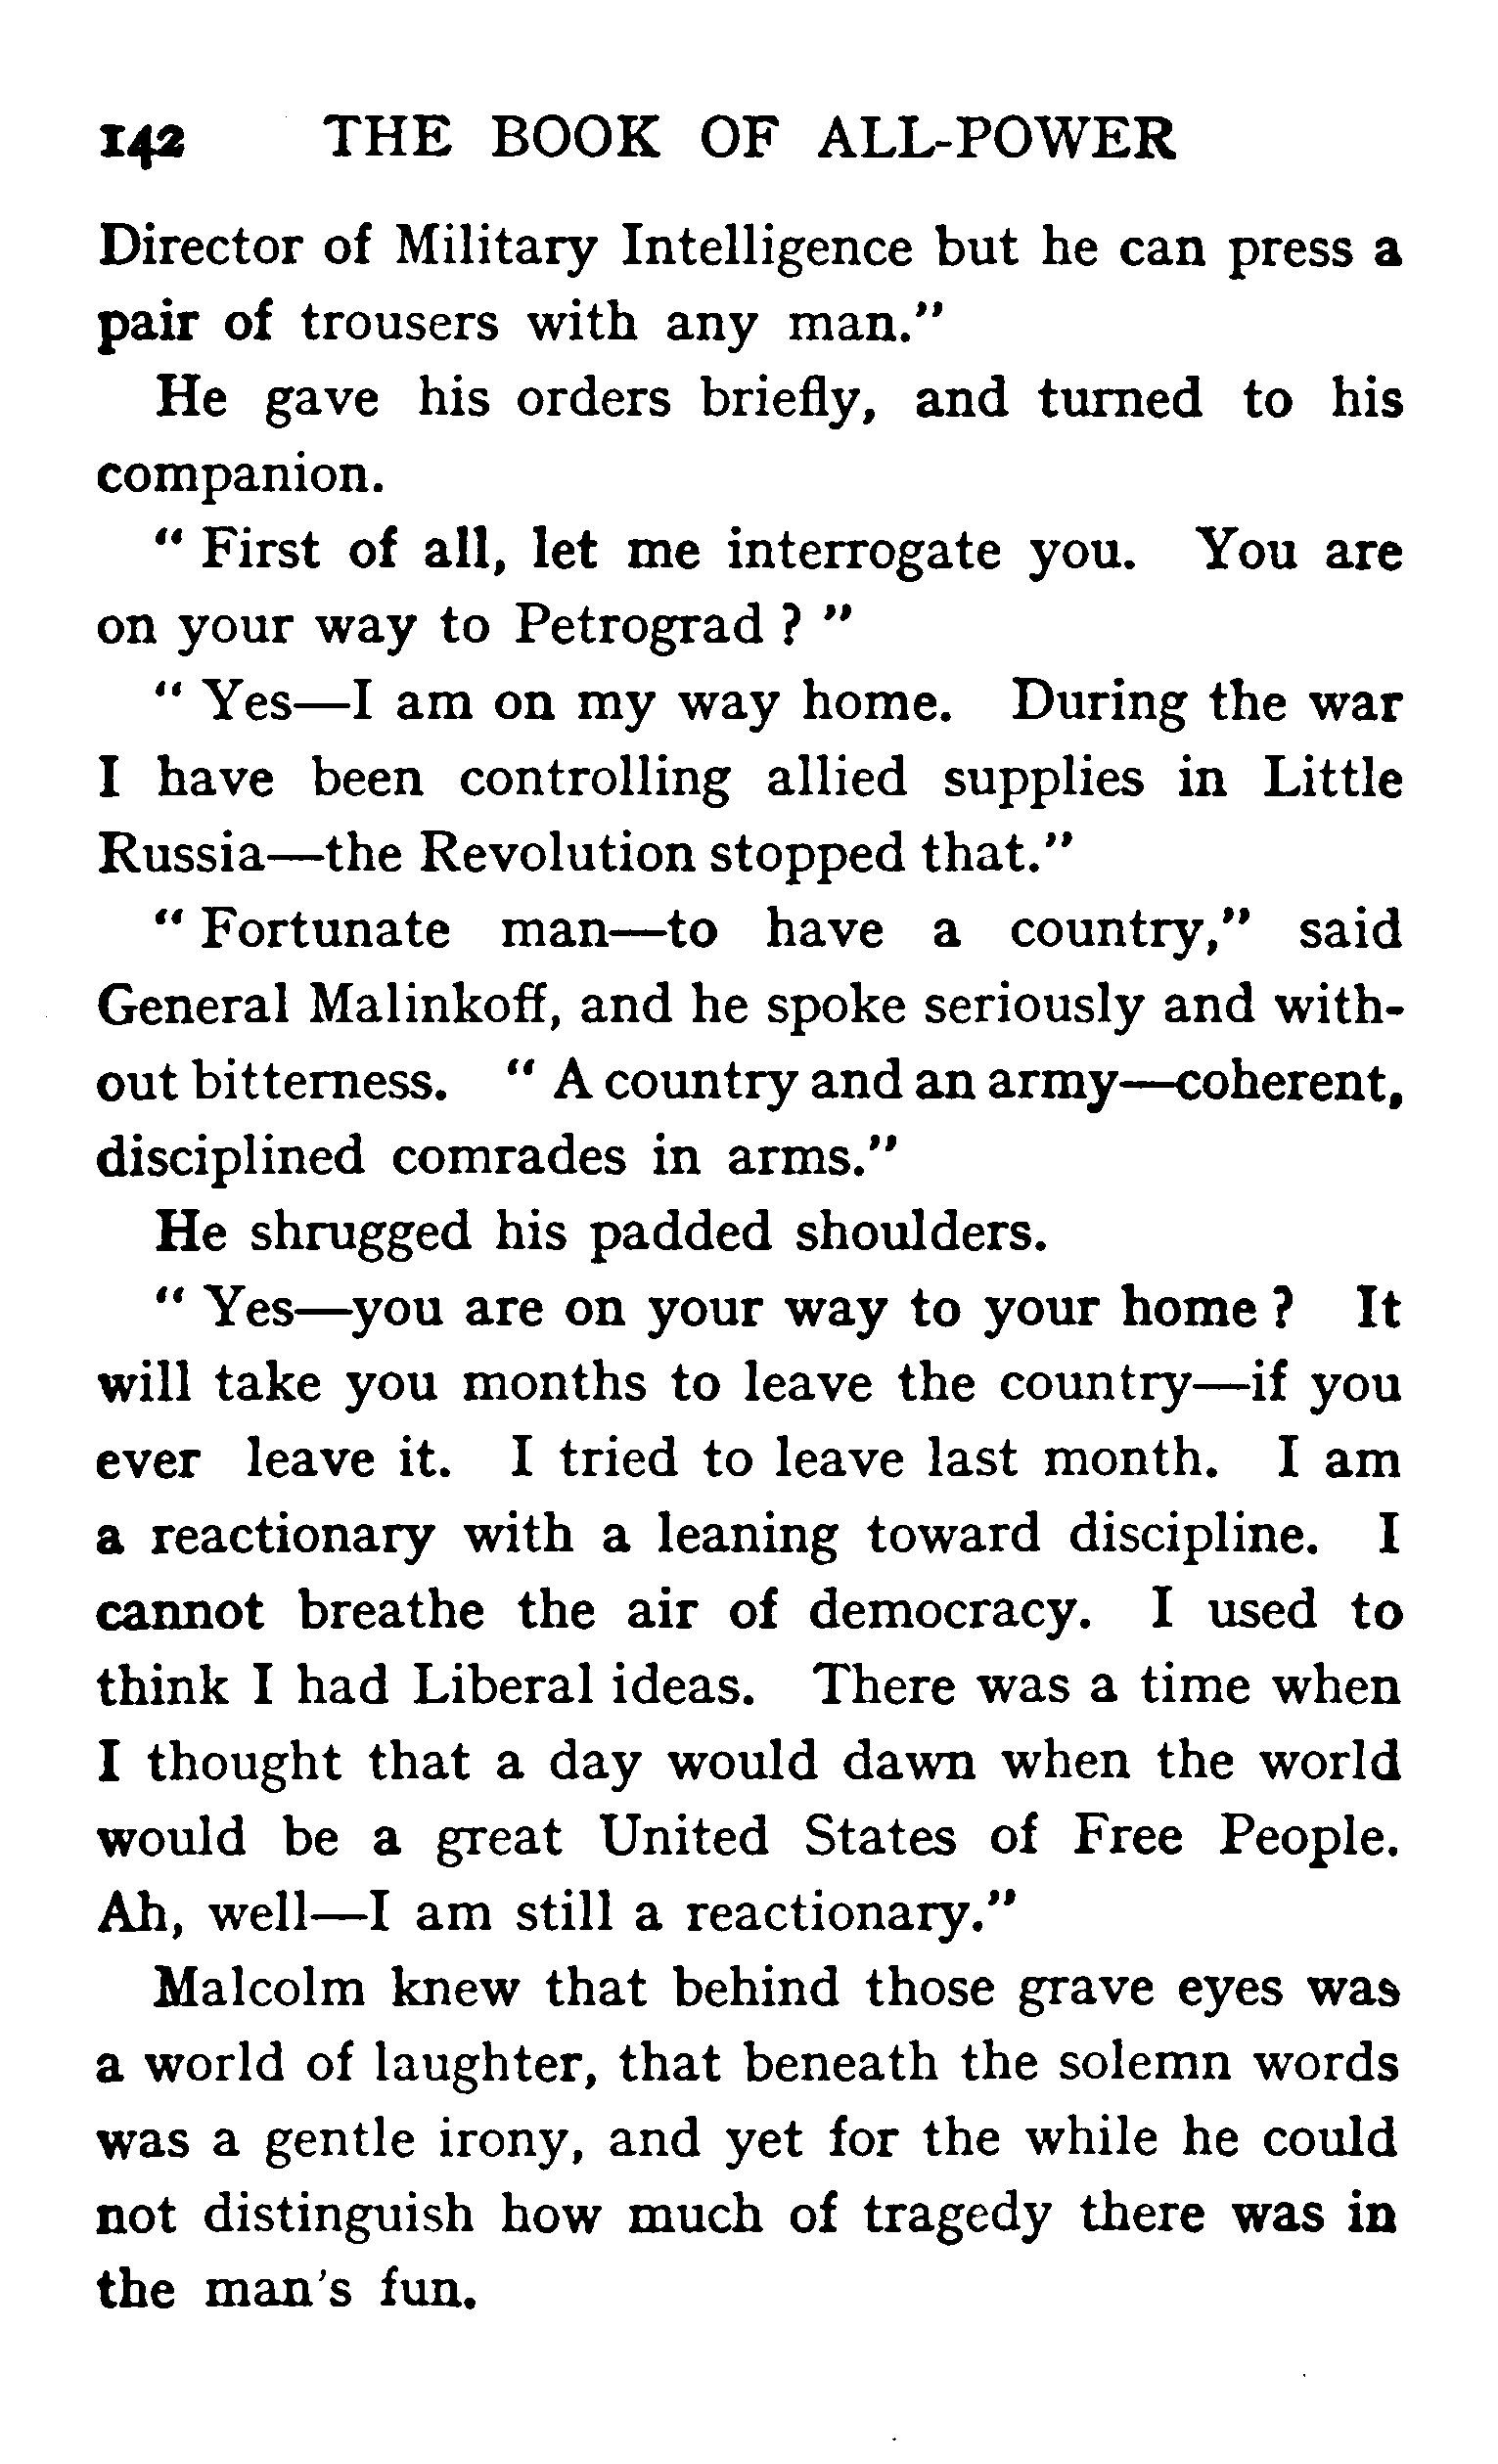 142 THE BOOK OF ALL-POWER
Director of Military Intelligence but he can press a
pair of trousers with any man."
He gave his orders briefly, and turned to his
companion.
" First of all, let me interrogate you. You are
on your way to Petrograd ? "
" Yes—I am on my way home. During the war
I have been controlling allied supplies in Little
Russia—the Revolution stopped that."
" Fortunate man—to have a country," said
General Malinkoff, and he spoke seriously and with-
out bitterness. " A country and an army—coherent,
disciplined comrades in arms."
He shrugged his padded shoulders.
" Yes—you are on your way to your home ? It
will take you months to leave the country—if you
ever leave it. I tried to leave last month. I am
a reactionary with a leaning toward discipline. I
cannot breathe the air of democracy. I used to
think I had Liberal ideas. There was a time when
I thought that a day would dawn when the world
would be a great United States of Free People.
Ah, well—I am still a reactionary."
Malcolm knew that behind those grave eyes was
a world of laughter, that beneath the solemn words
was a gentle irony, and yet for the while he could
not distinguish how much of tragedy there was in
the man's fun.